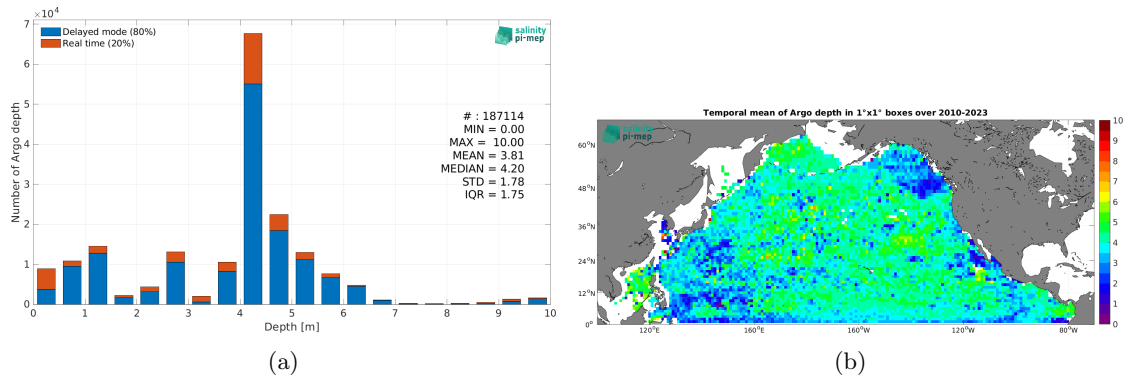 ×10⁴
7
6
5
4
3
2
1
0
Number of Argo depth
Delayed mode (80%)
Real time (20%)
salinity
pi-mep
# : 187114
MIN = 0.00
MAX = 10.00
MEAN = 3.81
MEDIAN = 4.20
STD = 1.78
IQR = 1.75
0 1 2 3 4 5 6 7 8 9 10
Depth [m]
(a)
Temporal mean of Argo depth in 1°x1° boxes over 2010-2023
salinity
pi-mep
60°N
48°N
36°N
24°N
12°N
0°
120°E 160°E 160°W 120°W 80°W
10
9
8
7
6
5
4
3
2
1
0
(b)